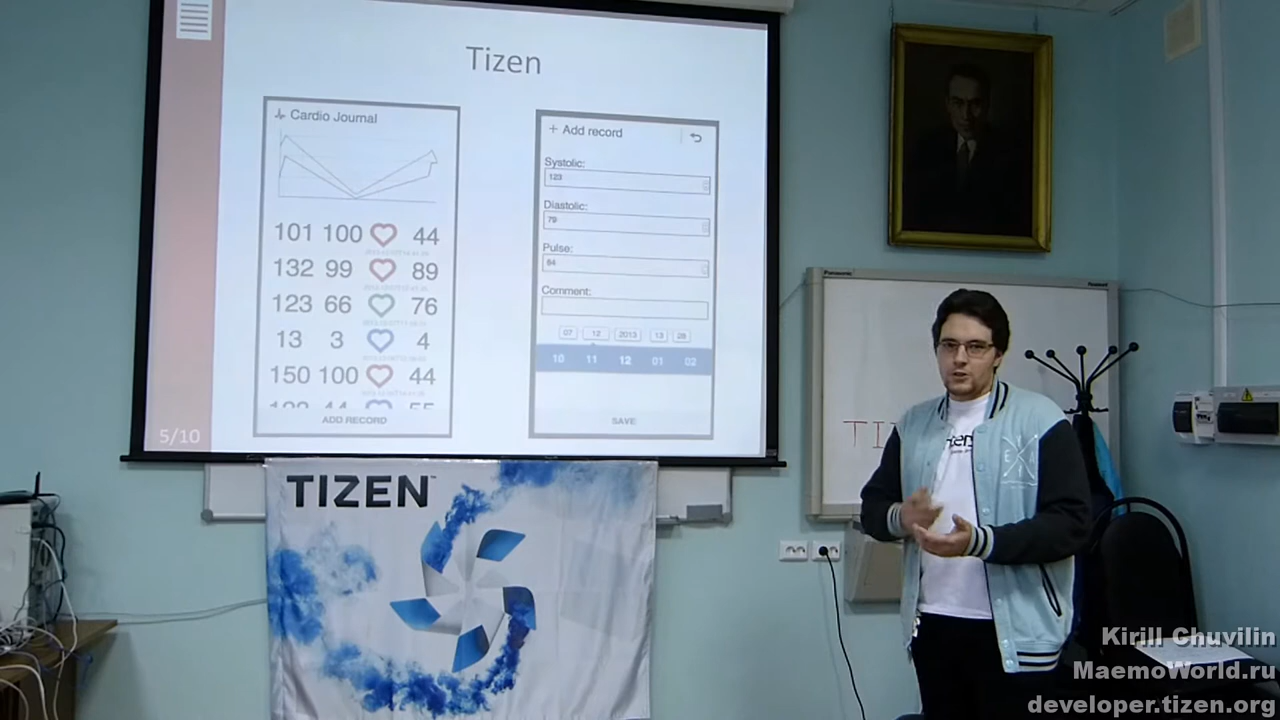 Tizen
Cardio Journal
101 100 44
132 99 89
123 66 76
13 3 4
150 100 44
ADD RECORD
+ Add record
Systolic:
123
Diastolic:
79
Pulse:
Comment:
07 12 2013 13 28
10 11 12 01 02
SAVE
5/10
TIZEN
Panasonic
TI
Kirill Chuvilin
MaemoWorld.ru
developer.tizen.org